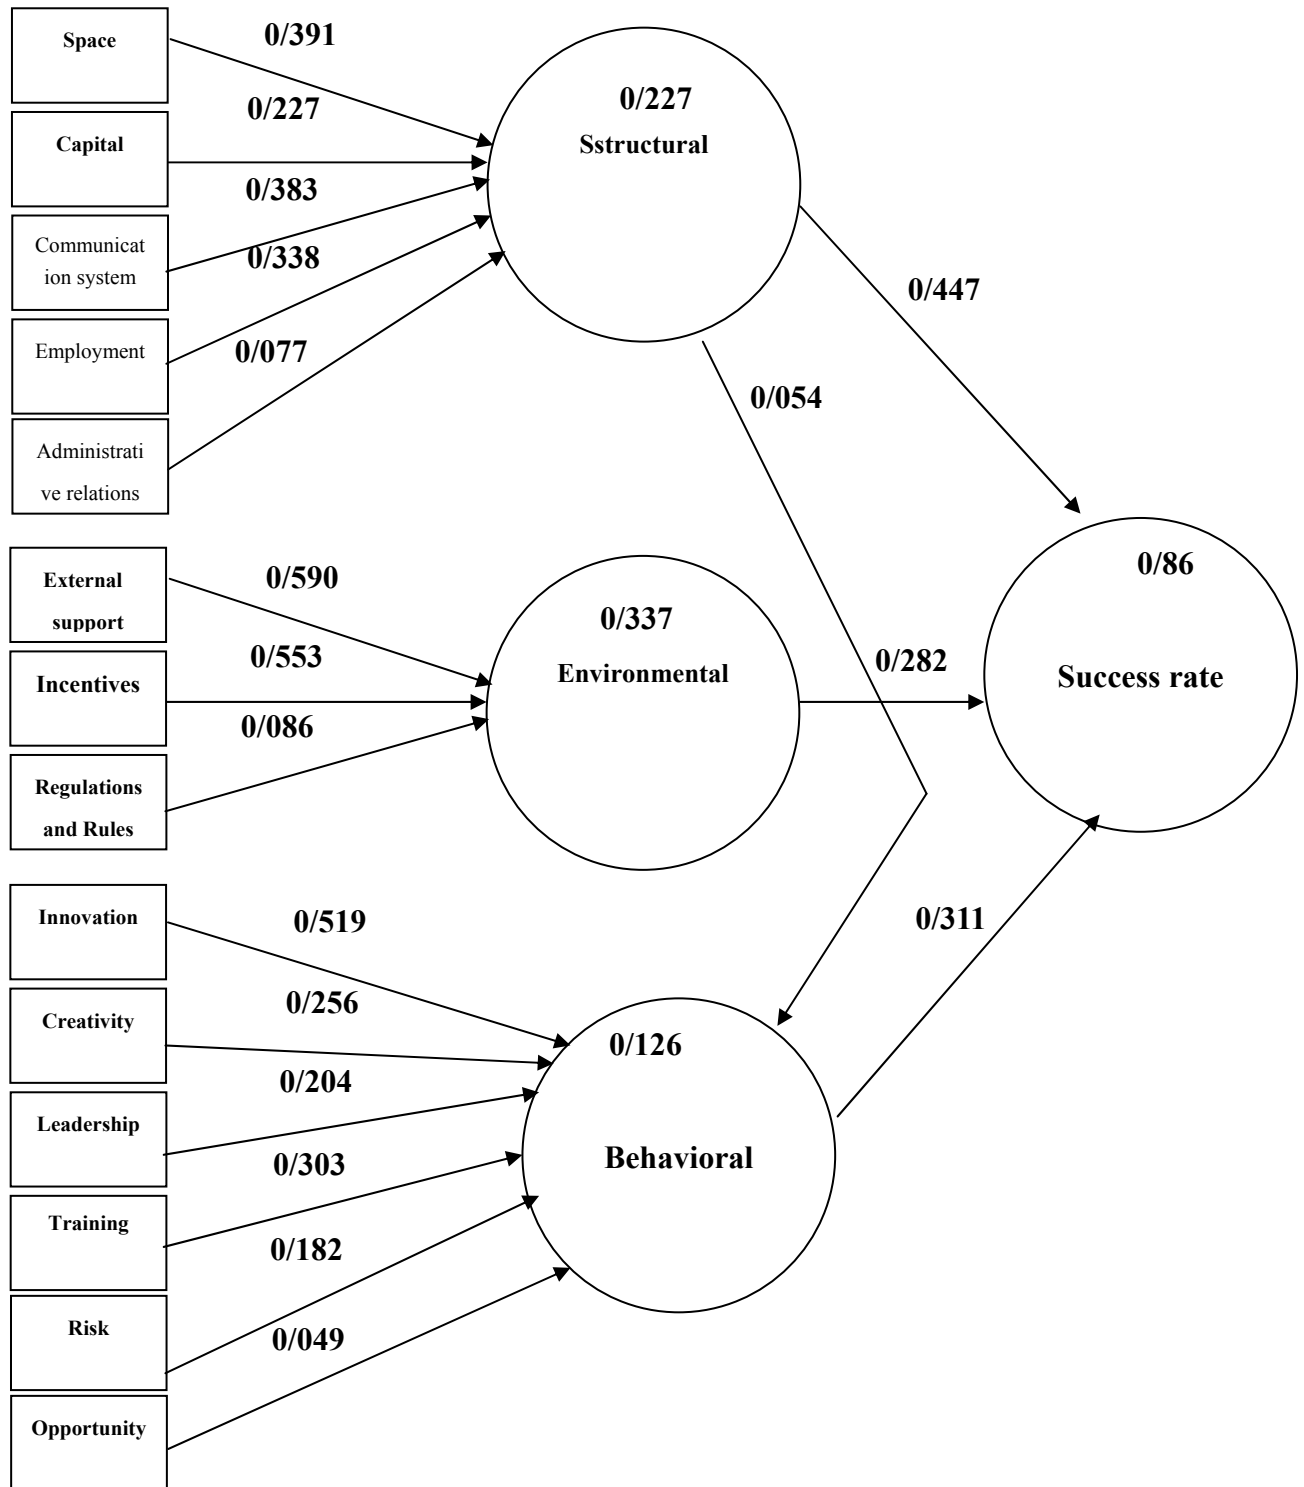 Space
0/391
0/227
Capital
0/383
Communicat
ion system
0/338
Employment
0/077
Administrati
ve relations
0/227
Sstructural
0/447
0/054
External
support
0/590
0/553
Incentives
0/086
Regulations
and Rules
0/337
Environmental
0/282
0/86
Success rate
Innovation
0/519
0/256
Creativity
0/204
Leadership
0/303
Training
0/182
Risk
0/049
Opportunity
0/126
Behavioral
0/311